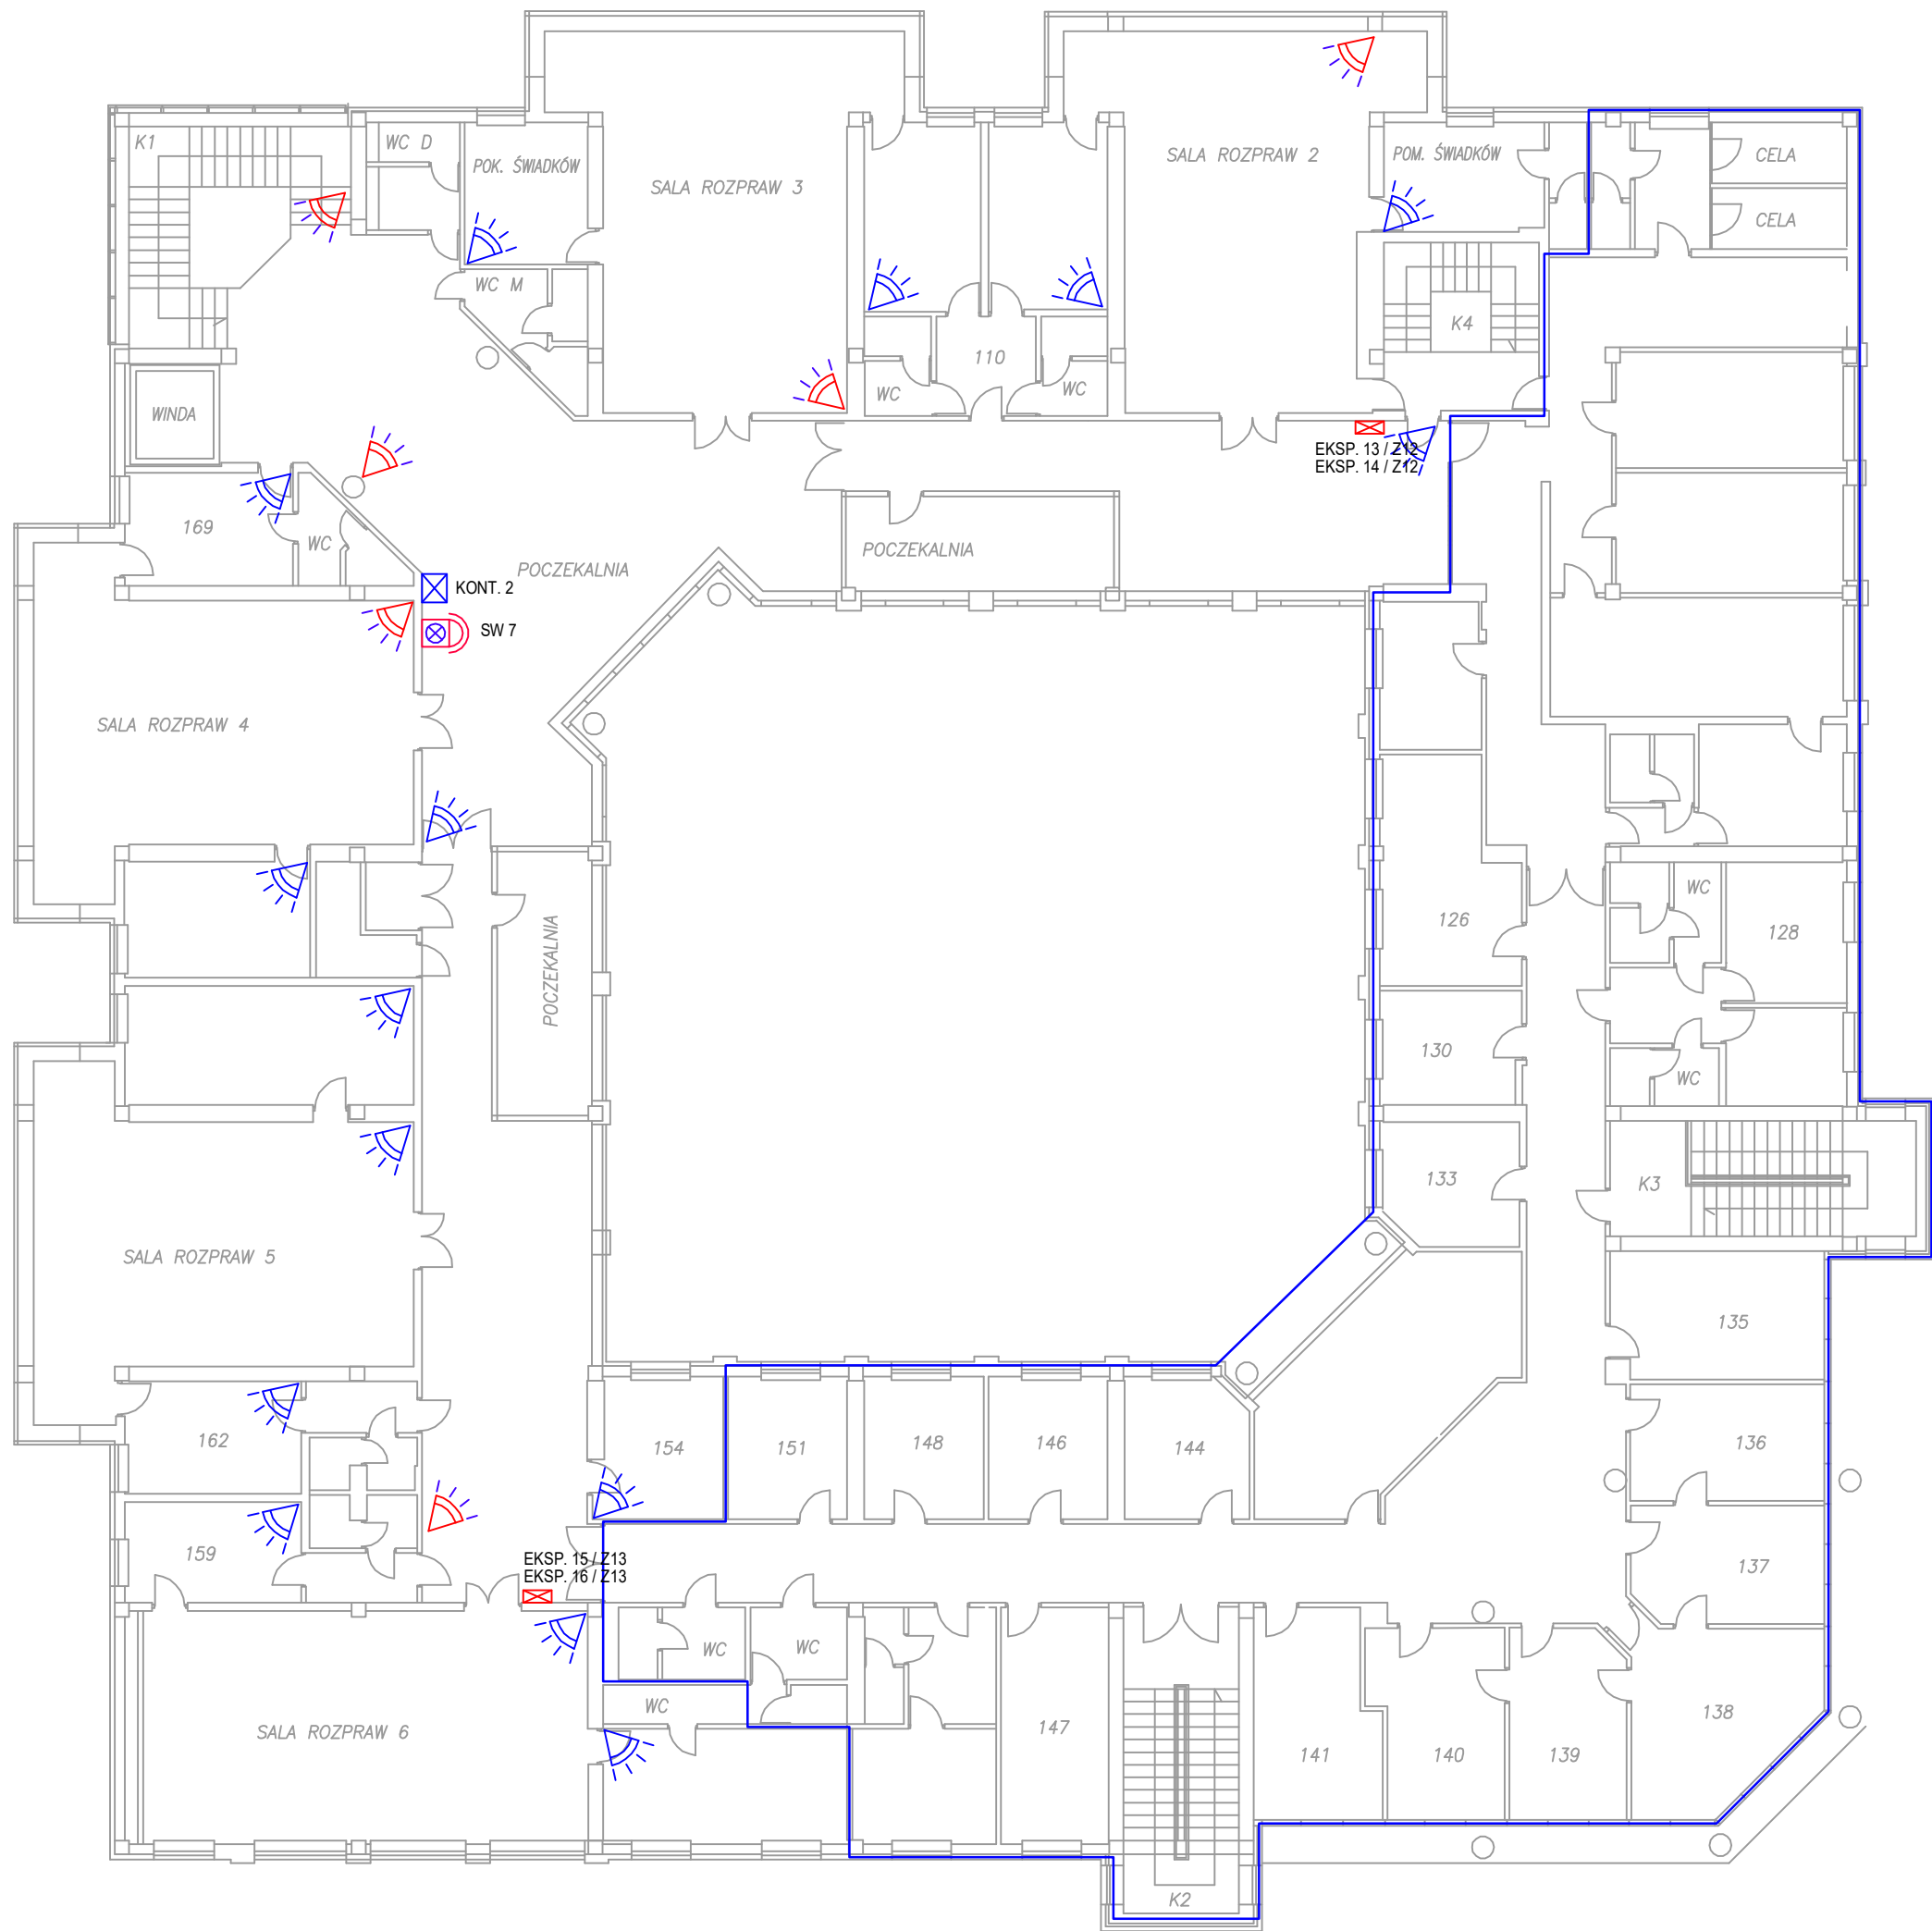 K1
WC D
POK. ŚWIADKÓW
SALA ROZPRAW 3
SALA ROZPRAW 2
POM. ŚWIADKÓW
CELA
CELA
WC M
K4
110
WC
WC
WINDA
EKSP. 13 / Z12
EKSP. 14 / Z12
169
WC
POCZEKALNIA
POCZEKALNIA
KONT. 2
SW 7
SALA ROZPRAW 4
WC
126
128
POCZEKALNIA
130
WC
133
K3
SALA ROZPRAW 5
135
162
154
151
148
146
144
136
159
EKSP. 15 / Z13
EKSP. 16 / Z13
137
WC
WC
WC
SALA ROZPRAW 6
147
141
140
139
138
K2